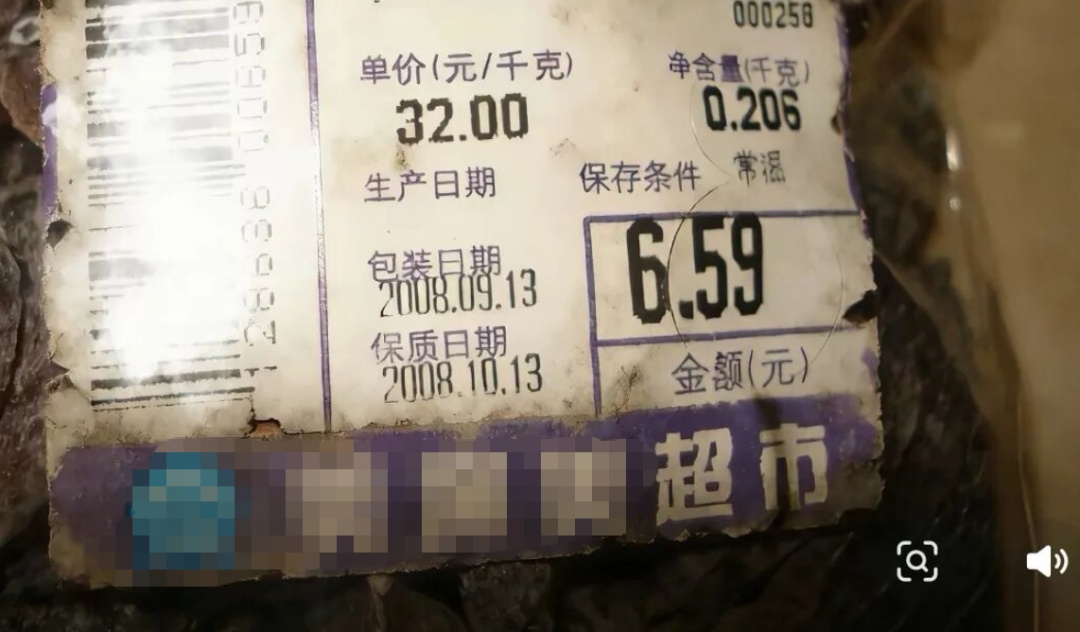 000258
单价(元/千克)
净含量(千克)
32.00
0.206
生产日期
保存条件 常温
6.59
包装日期
2008.09.13
保质日期
2008.10.13
金额(元)
超市